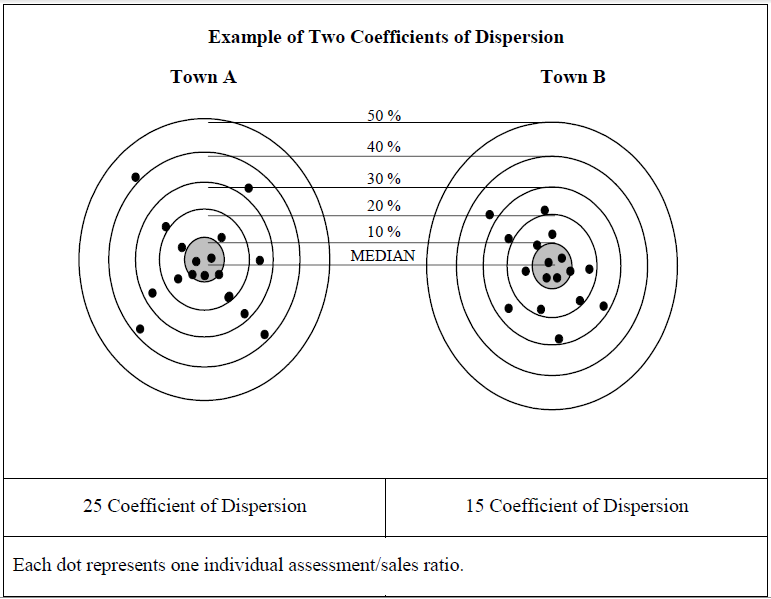 Example of Two Coefficients of Dispersion
Town A
Town B
50 %
40 %
30 %
20 %
10 %
MEDIAN
25 Coefficient of Dispersion
15 Coefficient of Dispersion
Each dot represents one individual assessment/sales ratio.